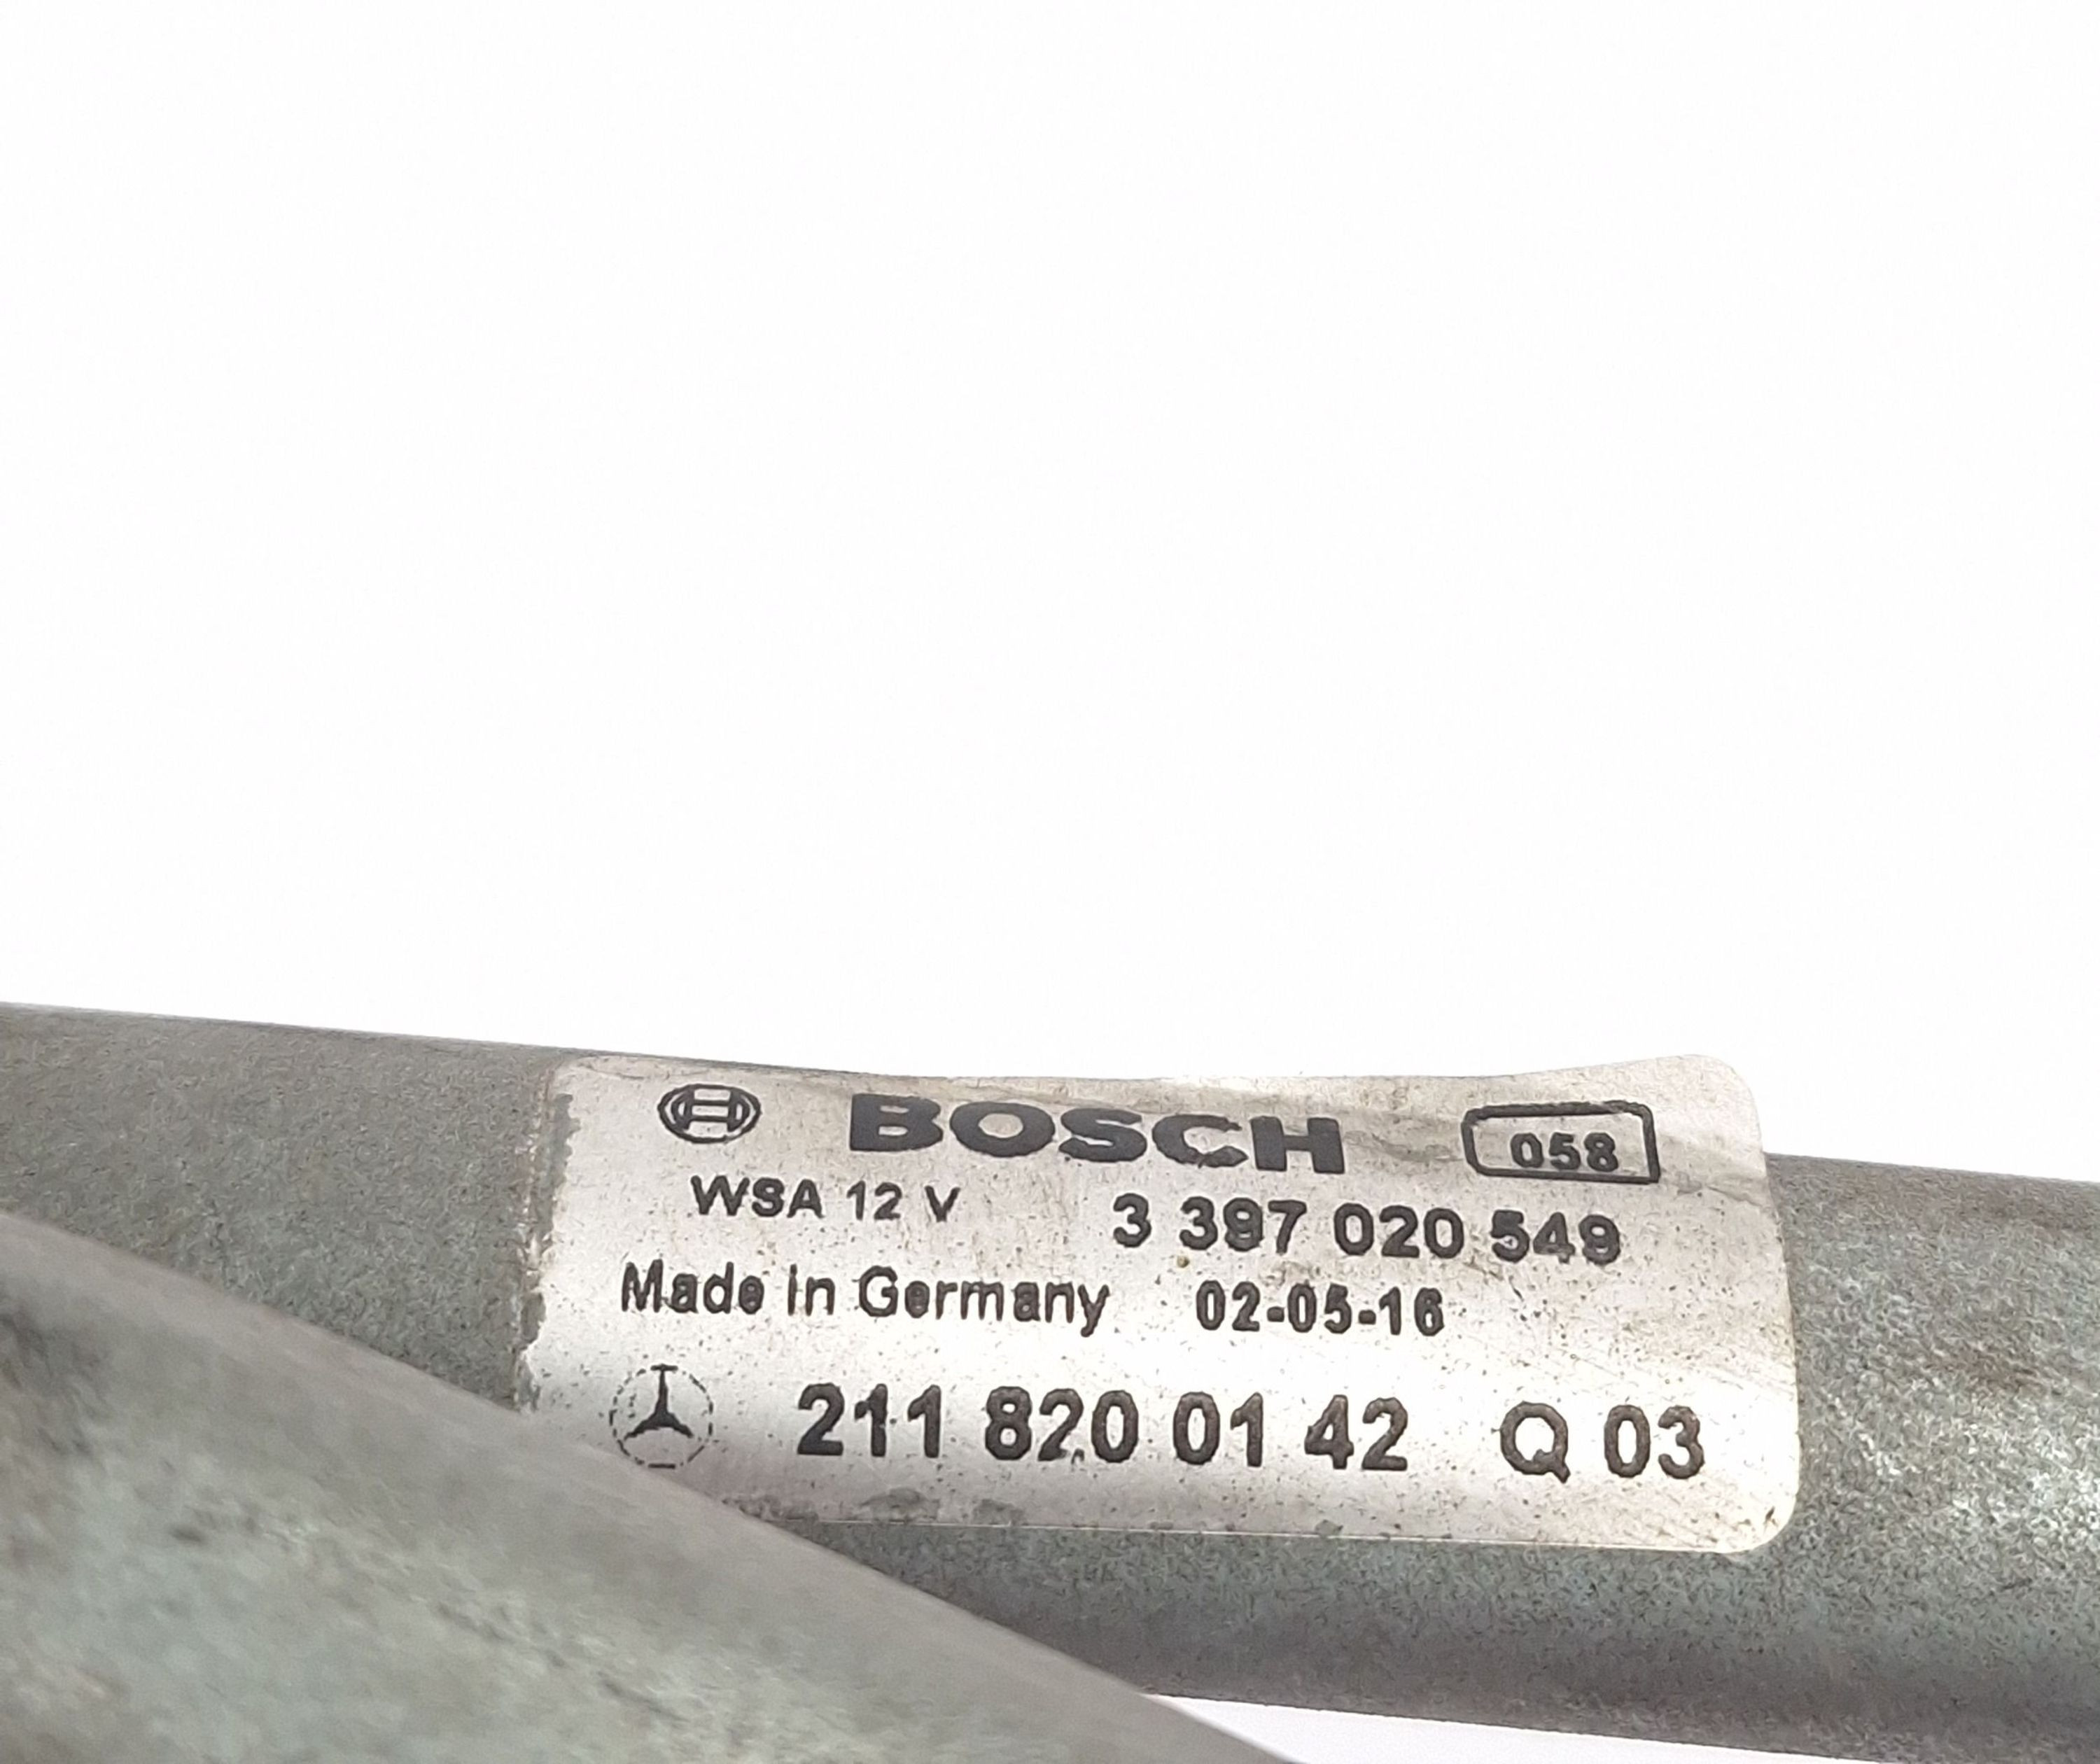 BOSCH 058
WSA 12 V 3 397 020 549
Made in Germany 02-05-16
211 820 01 42 Q 03